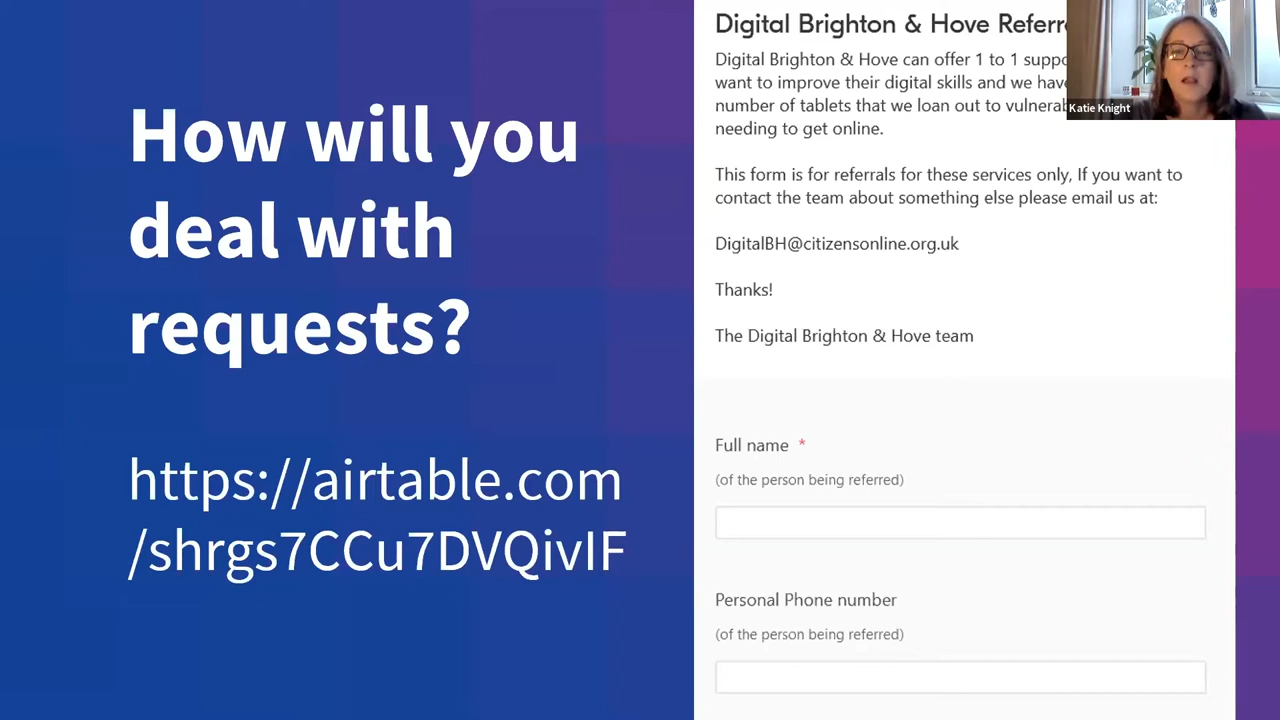 How will you
deal with
requests?
https://airtable.com
/shrgs7CCu7DVQivIF
Digital Brighton & Hove
Digital Brighton & Hove can offer 1 to 1
want to improve their digital skills and we have
number of tablets that we loan out to
needing to get online.
This form is for referrals for these services only, If you want to
contact the team about something else please email us at:
DigitalBH@citizensonline.org.uk
Thanks!
The Digital Brighton & Hove team
Full name *
(of the person being referred)
Personal Phone number
(of the person being referred)
Katie Knight